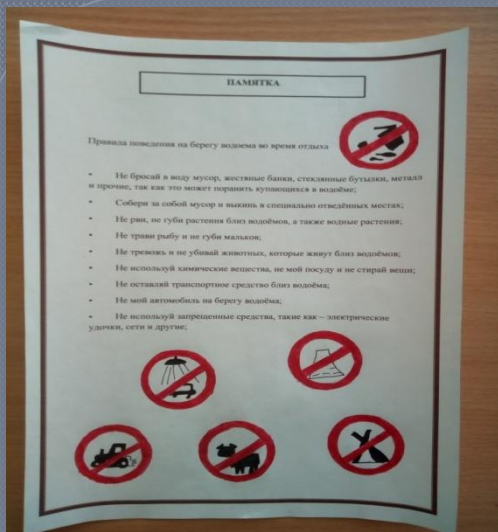 ПАМЯТКА
Правила поведения на берегу водоема во время отдыха
- Не бросай в воду мусор, жествные банки, стеклянные бутылки, металл
и прочие, так как это может поранить купающихся в водоёме;
- Собери за собой мусор и выкинь в специально отведённых местах;
- Не рви, не губи растения близ водоёмов, а также водные растения;
- Не трави рыбу и не губи мальков;
- Не тревожь и не убивай животных, которые живут близ водоёмов;
- Не используй химические вещества, не мой посуду и не стирай вещи;
- Не оставляй транспортное средство близ водоёма;
- Не мой автомобиль на берегу водоёма;
- Не используй запрещенные средства, такие как – электрические
удочки, сети и другие;